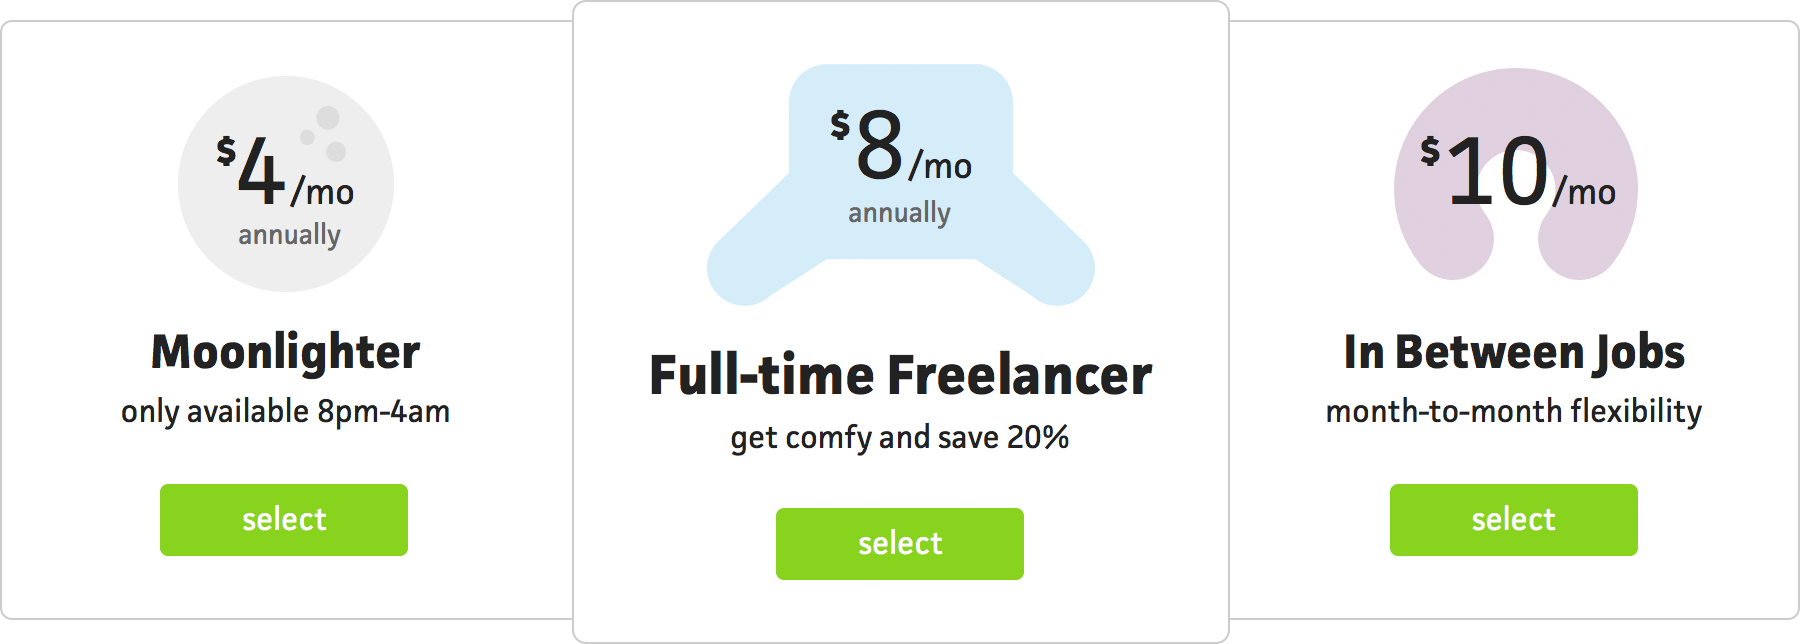 $4/mo
annually
Moonlighter
only available 8pm-4am
select
$8/mo
annually
Full-time Freelancer
get comfy and save 20%
select
$10/mo
In Between Jobs
month-to-month flexibility
select